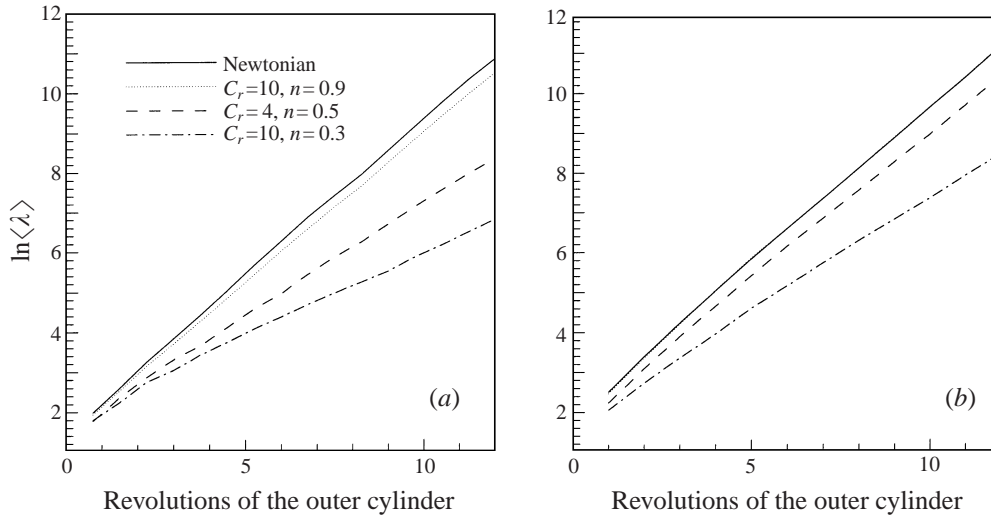 12
10
8
6
4
2
ln⟨λ⟩
Newtonian
C_r=10, n=0.9
C_r=4, n=0.5
C_r=10, n=0.3
(a)
0 5 10
Revolutions of the outer cylinder
12
10
8
6
4
2
(b)
0 5 10
Revolutions of the outer cylinder